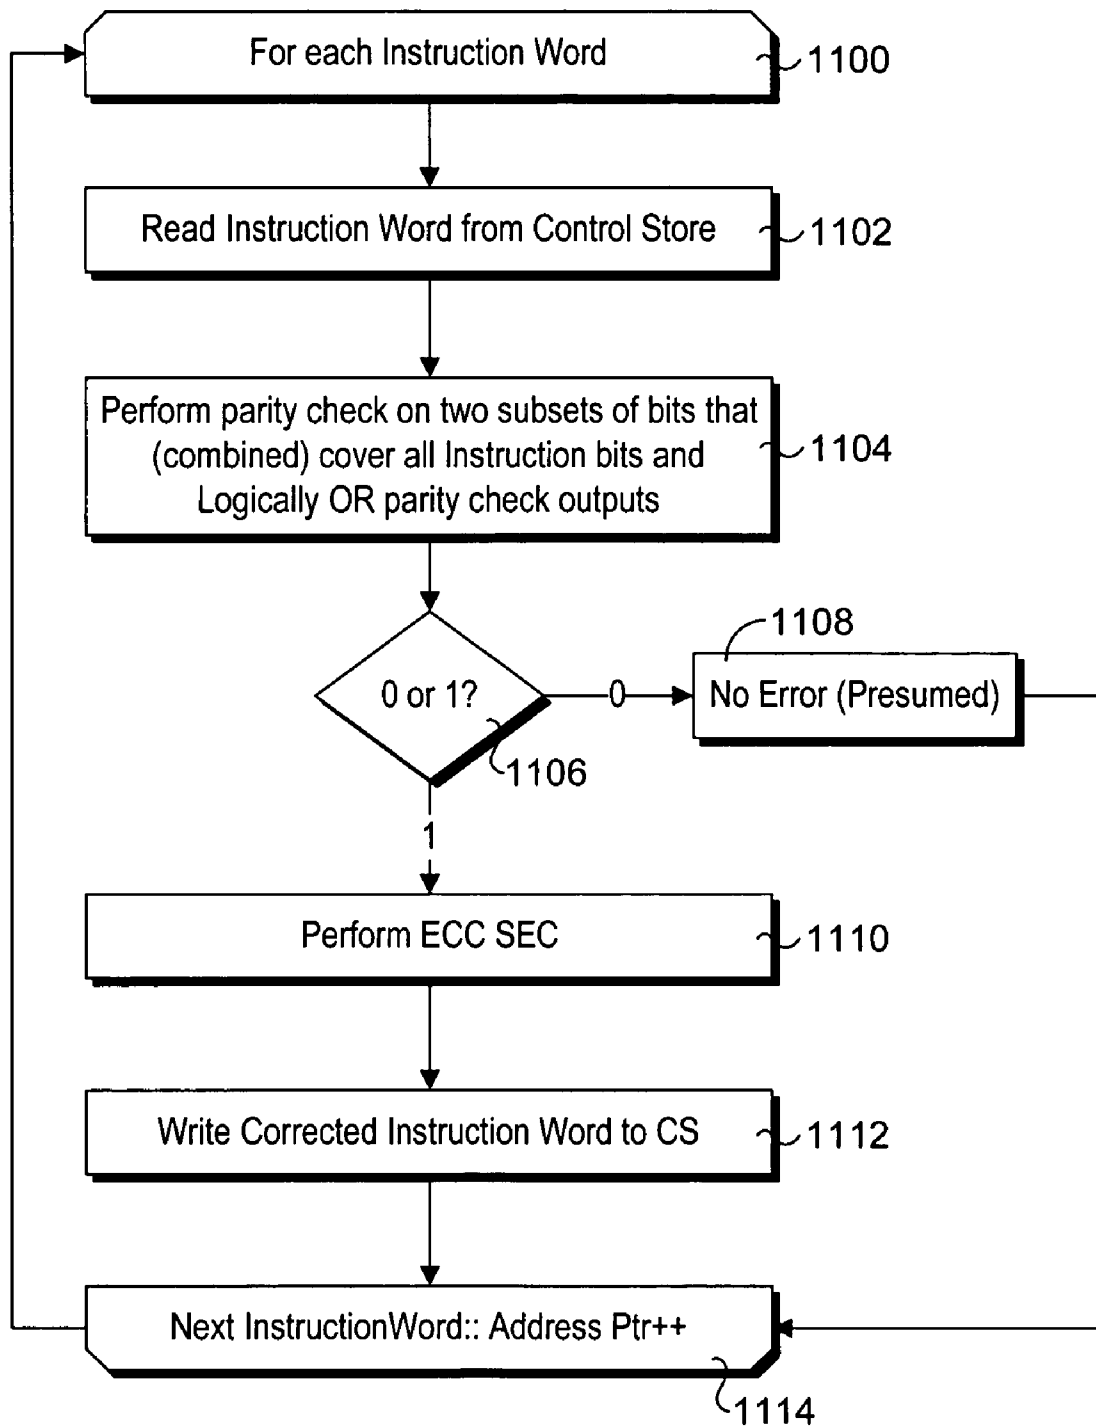 For each Instruction Word
1100
Read Instruction Word from Control Store
1102
Perform parity check on two subsets of bits that
(combined) cover all Instruction bits and
Logically OR parity check outputs
1104
0 or 1?
1106
0
1108
No Error (Presumed)
1
Perform ECC SEC
1110
Write Corrected Instruction Word to CS
1112
Next InstructionWord:: Address Ptr++
1114